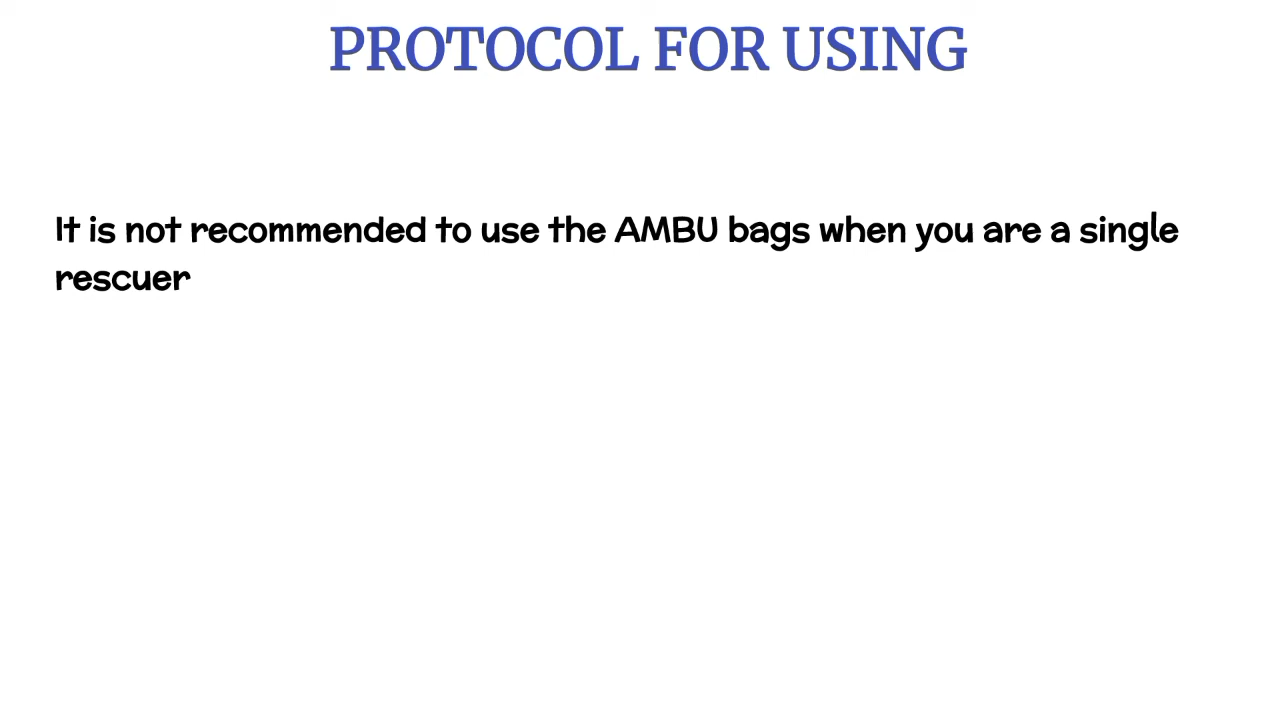 PROTOCOL FOR USING
It is not recommended to use the AMBU bags when you are a single
rescuer